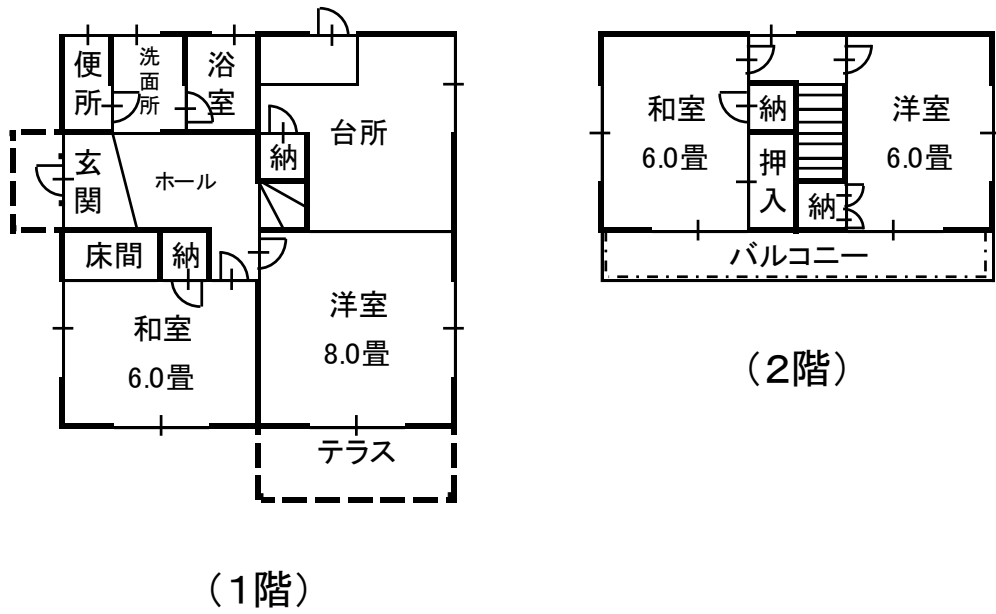 便所
洗面所
浴室
台所
納
玄関
ホール
床間
納
和室
6.0畳
洋室
8.0畳
テラス
（1階）
和室
6.0畳
納
押入
納
洋室
6.0畳
バルコニー
（2階）